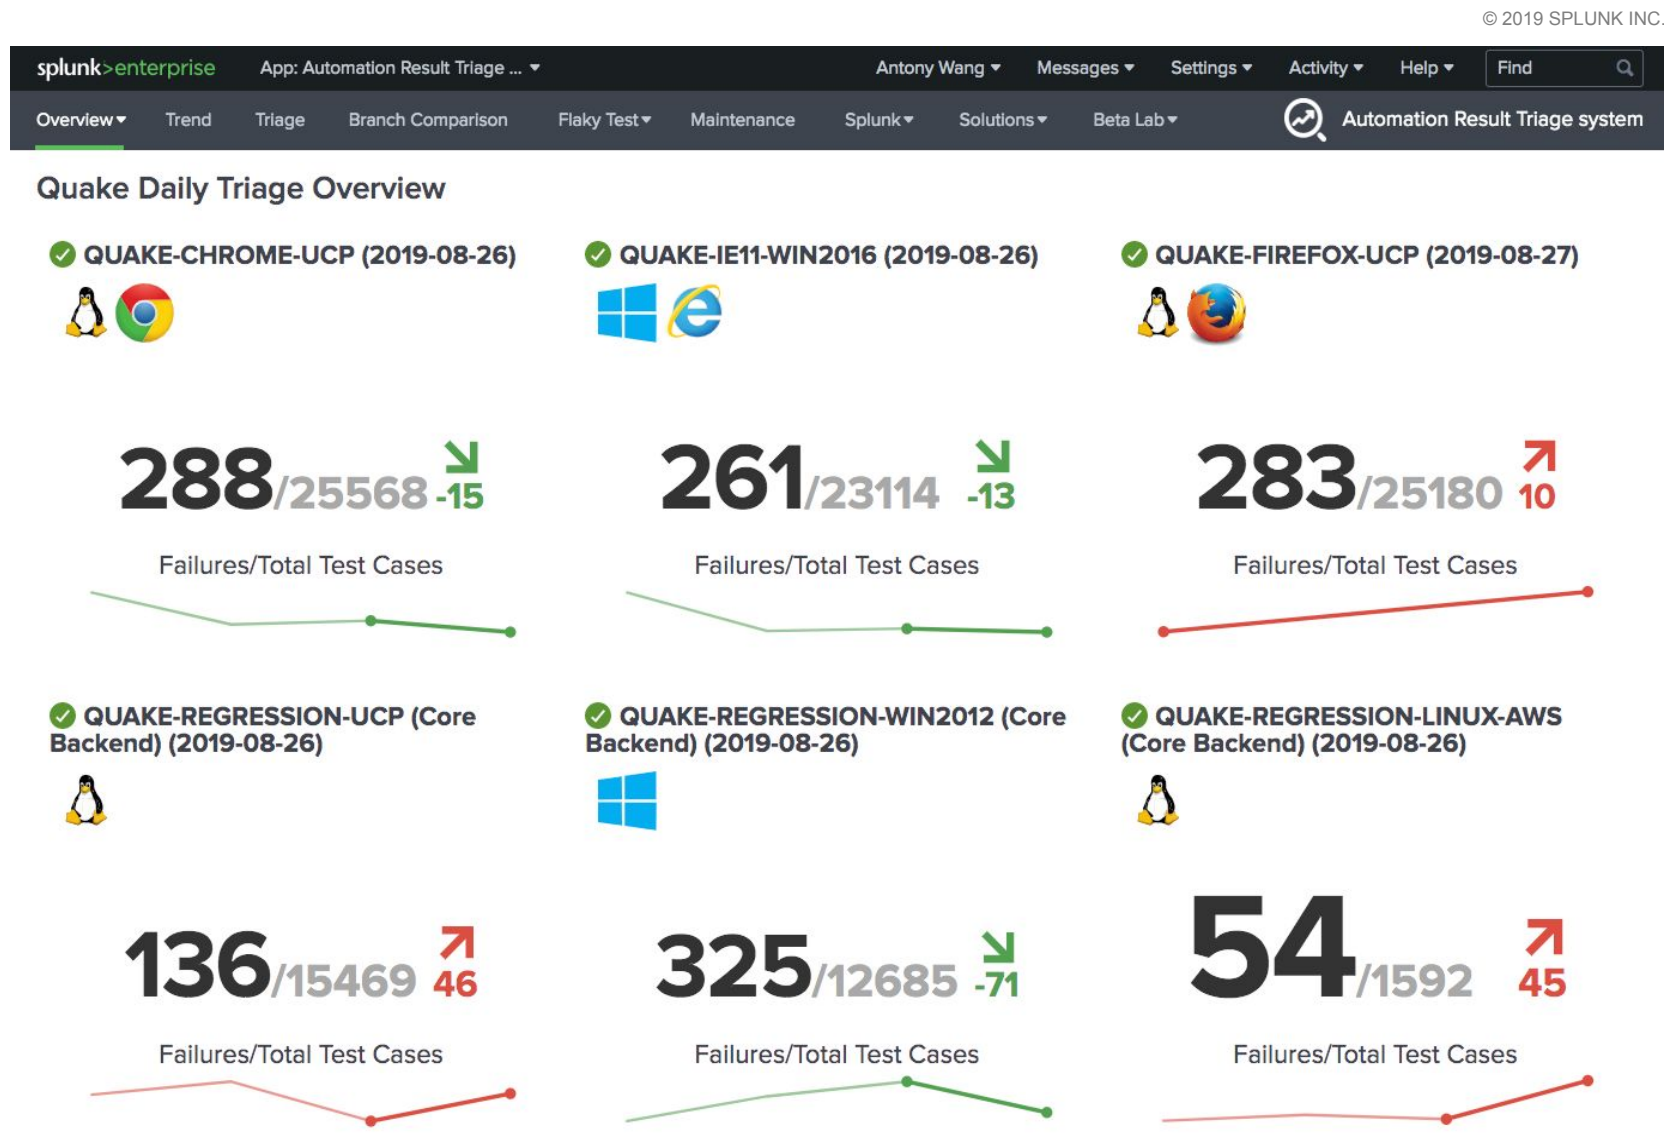 © 2019 SPLUNK INC.
splunk>enterprise App: Automation Result Triage ... Antony Wang Messages Settings Activity Help Find
Overview Trend Triage Branch Comparison Flaky Test Maintenance Splunk Solutions Beta Lab Automation Result Triage system
Quake Daily Triage Overview
QUAKE-CHROME-UCP (2019-08-26)
288/25568 -15
Failures/Total Test Cases
QUAKE-IE11-WIN2016 (2019-08-26)
261/23114 -13
Failures/Total Test Cases
QUAKE-FIREFOX-UCP (2019-08-27)
283/25180 10
Failures/Total Test Cases
QUAKE-REGRESSION-UCP (Core
Backend) (2019-08-26)
136/15469 46
Failures/Total Test Cases
QUAKE-REGRESSION-WIN2012 (Core
Backend) (2019-08-26)
325/12685 -71
Failures/Total Test Cases
QUAKE-REGRESSION-LINUX-AWS
(Core Backend) (2019-08-26)
54/1592 45
Failures/Total Test Cases